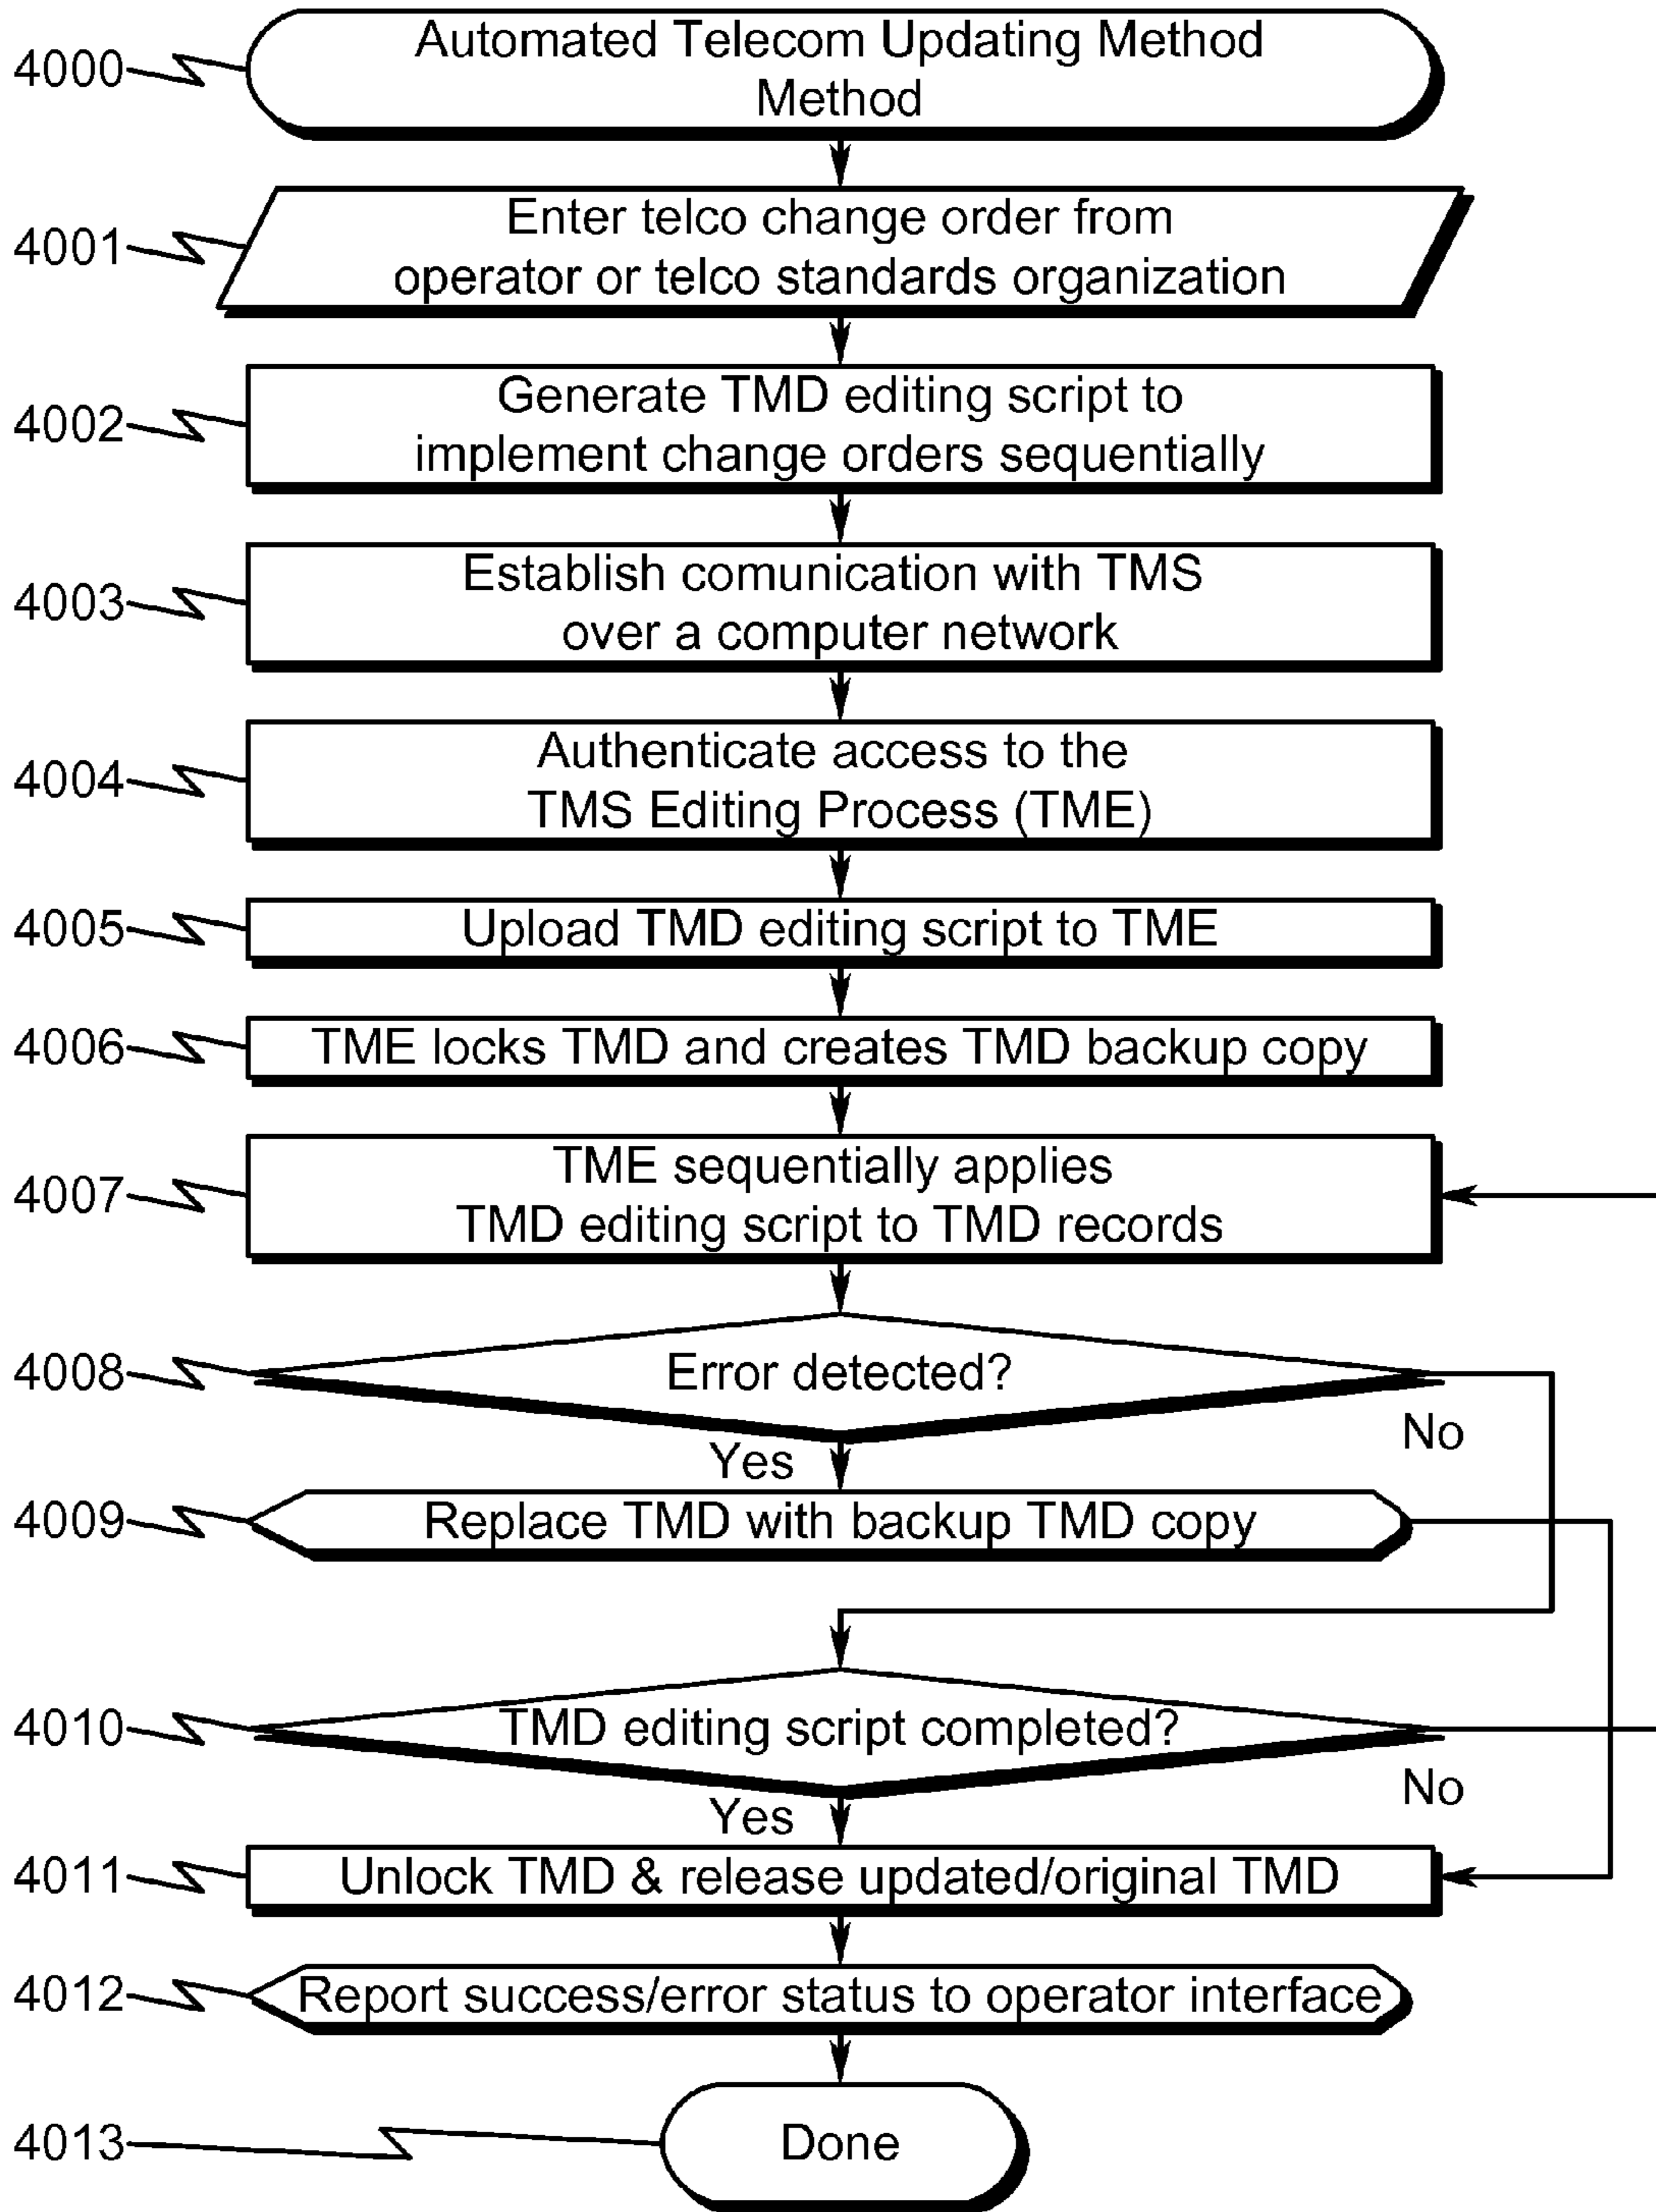 4000
Automated Telecom Updating Method
Method
4001
Enter telco change order from
operator or telco standards organization
4002
Generate TMD editing script to
implement change orders sequentially
4003
Establish comunication with TMS
over a computer network
4004
Authenticate access to the
TMS Editing Process (TME)
4005
Upload TMD editing script to TME
4006
TME locks TMD and creates TMD backup copy
4007
TME sequentially applies
TMD editing script to TMD records
4008
Error detected?
No
Yes
4009
Replace TMD with backup TMD copy
4010
TMD editing script completed?
No
Yes
4011
Unlock TMD & release updated/original TMD
4012
Report success/error status to operator interface
4013
Done